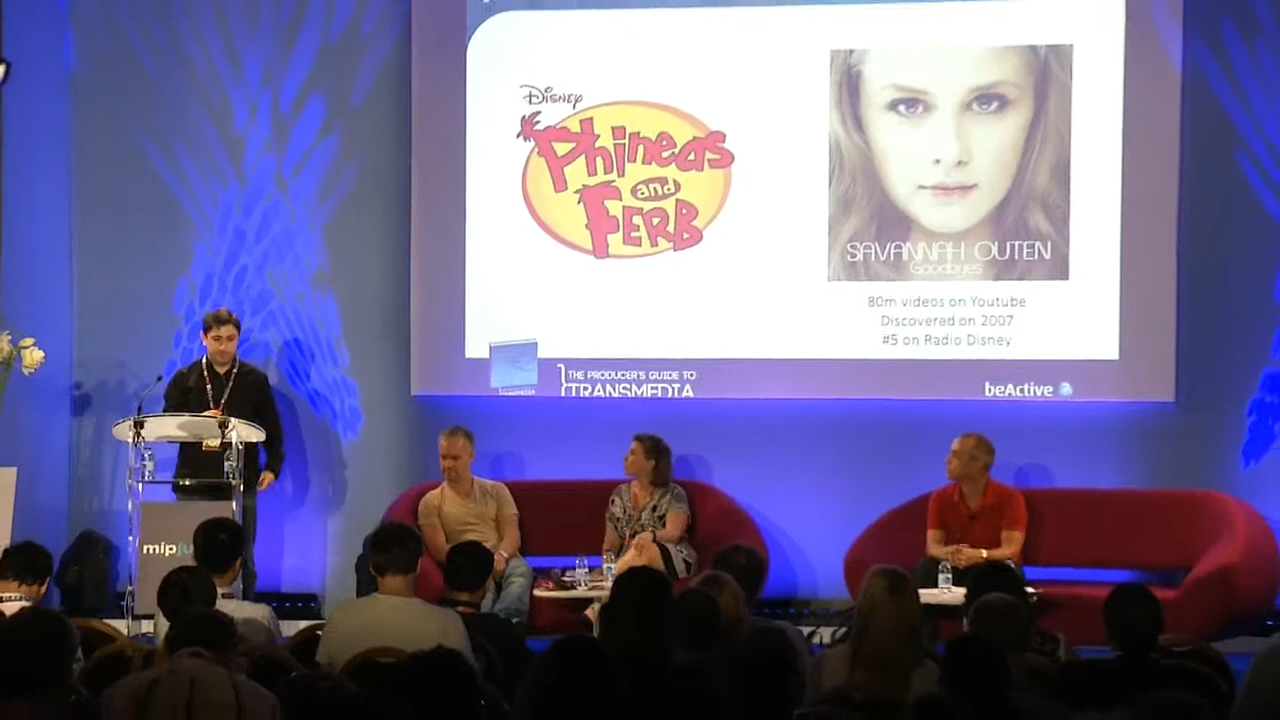 Disney
Phineas
and
Ferb
SAVANNAH OUTEN
Goodbyes
80m videos on Youtube
Discovered on 2007
#5 on Radio Disney
THE PRODUCER'S GUIDE TO
TRANSMEDIA
beActive
mipju